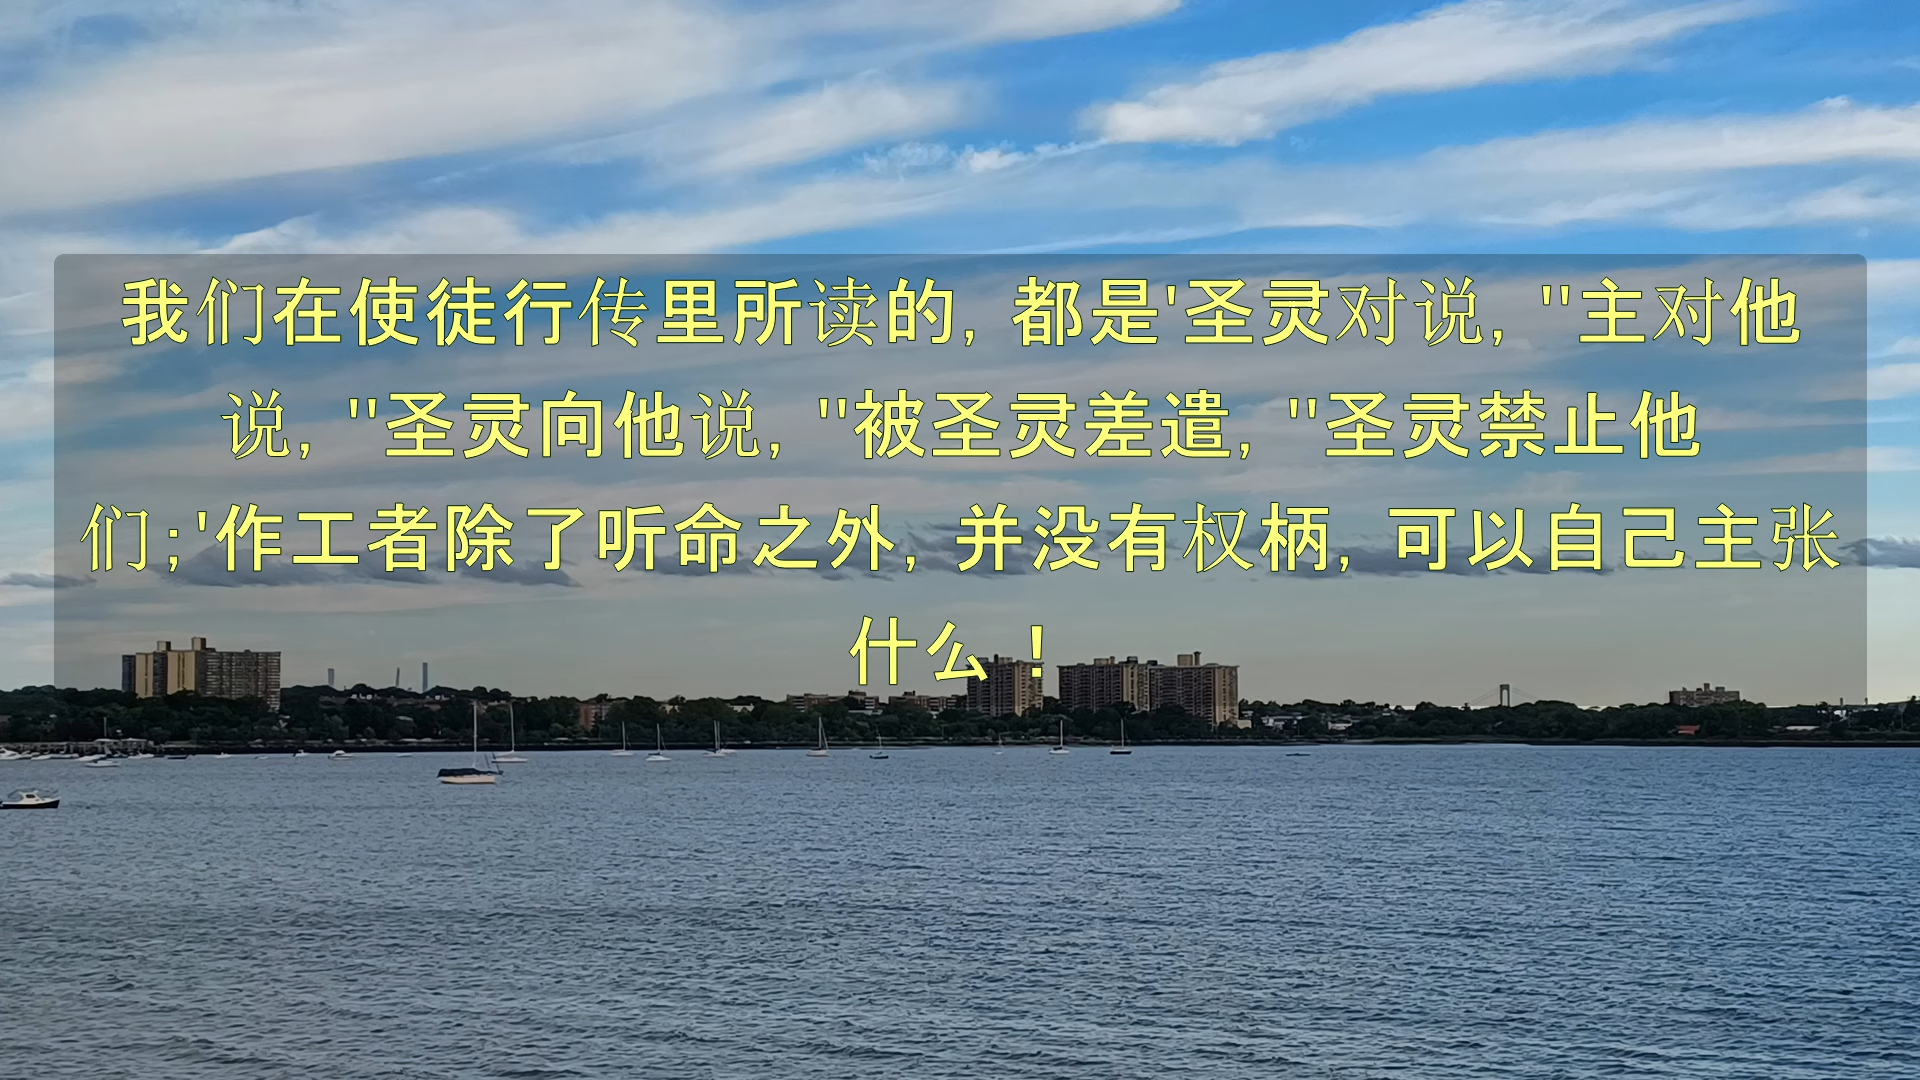 我们在使徒行传里所读的, 都是'圣灵对说, ''主对他
说, ''圣灵向他说, ''被圣灵差遣, ''圣灵禁止他
们; '作工者除了听命之外, 并没有权柄, 可以自己主张
什么！